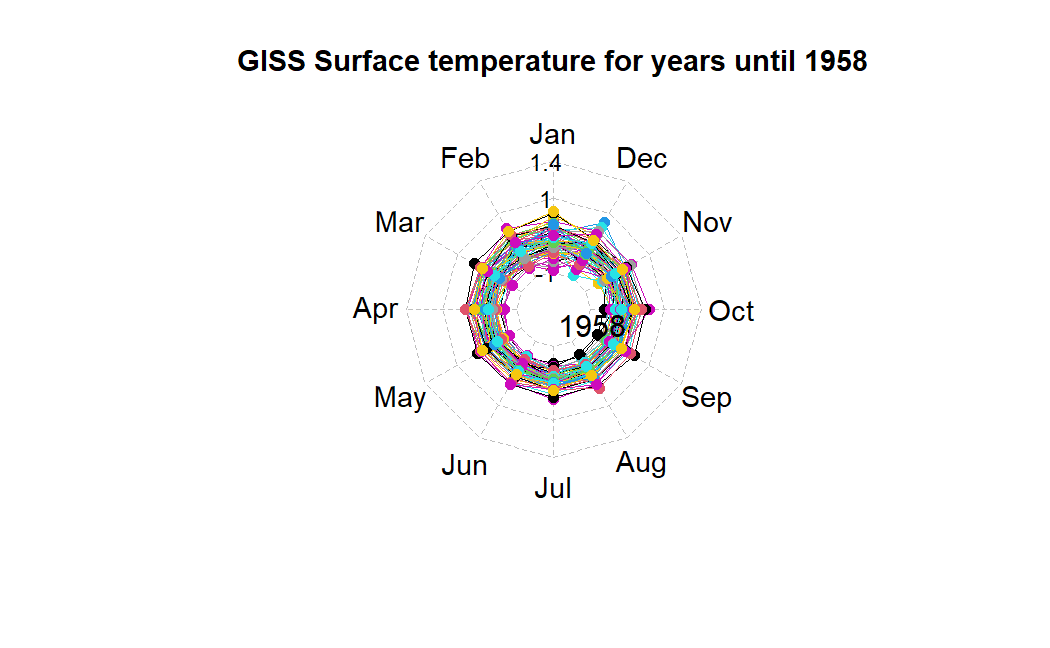 GISS Surface temperature for years until 1958
Jan
Feb
1.4
Dec
Mar
1
Nov
-1
Apr
1958
Oct
May
Sep
Jun
Aug
Jul